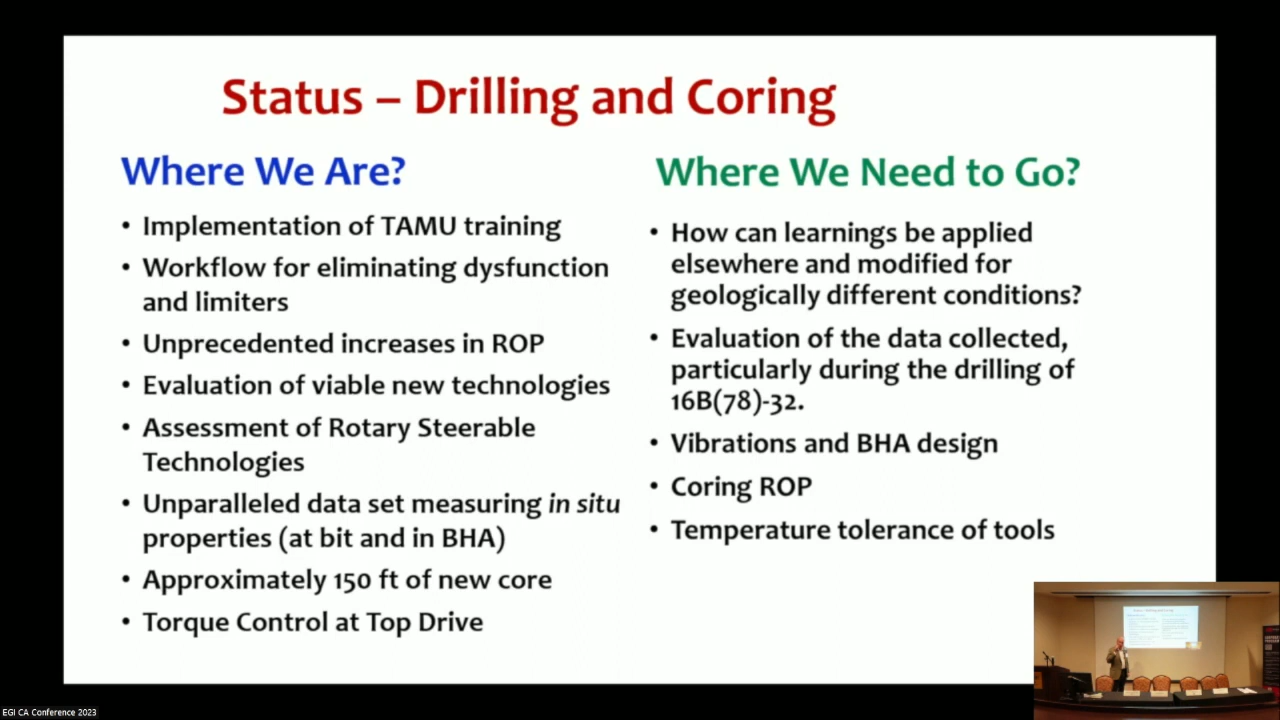 Status – Drilling and Coring
Where We Are?
• Implementation of TAMU training
• Workflow for eliminating dysfunction
and limiters
• Unprecedented increases in ROP
• Evaluation of viable new technologies
• Assessment of Rotary Steerable
Technologies
• Unparalleled data set measuring in situ
properties (at bit and in BHA)
• Approximately 150 ft of new core
• Torque Control at Top Drive
Where We Need to Go?
• How can learnings be applied
elsewhere and modified for
geologically different conditions?
• Evaluation of the data collected,
particularly during the drilling of
16B(78)-32.
• Vibrations and BHA design
• Coring ROP
• Temperature tolerance of tools
EGI CA Conference 2023